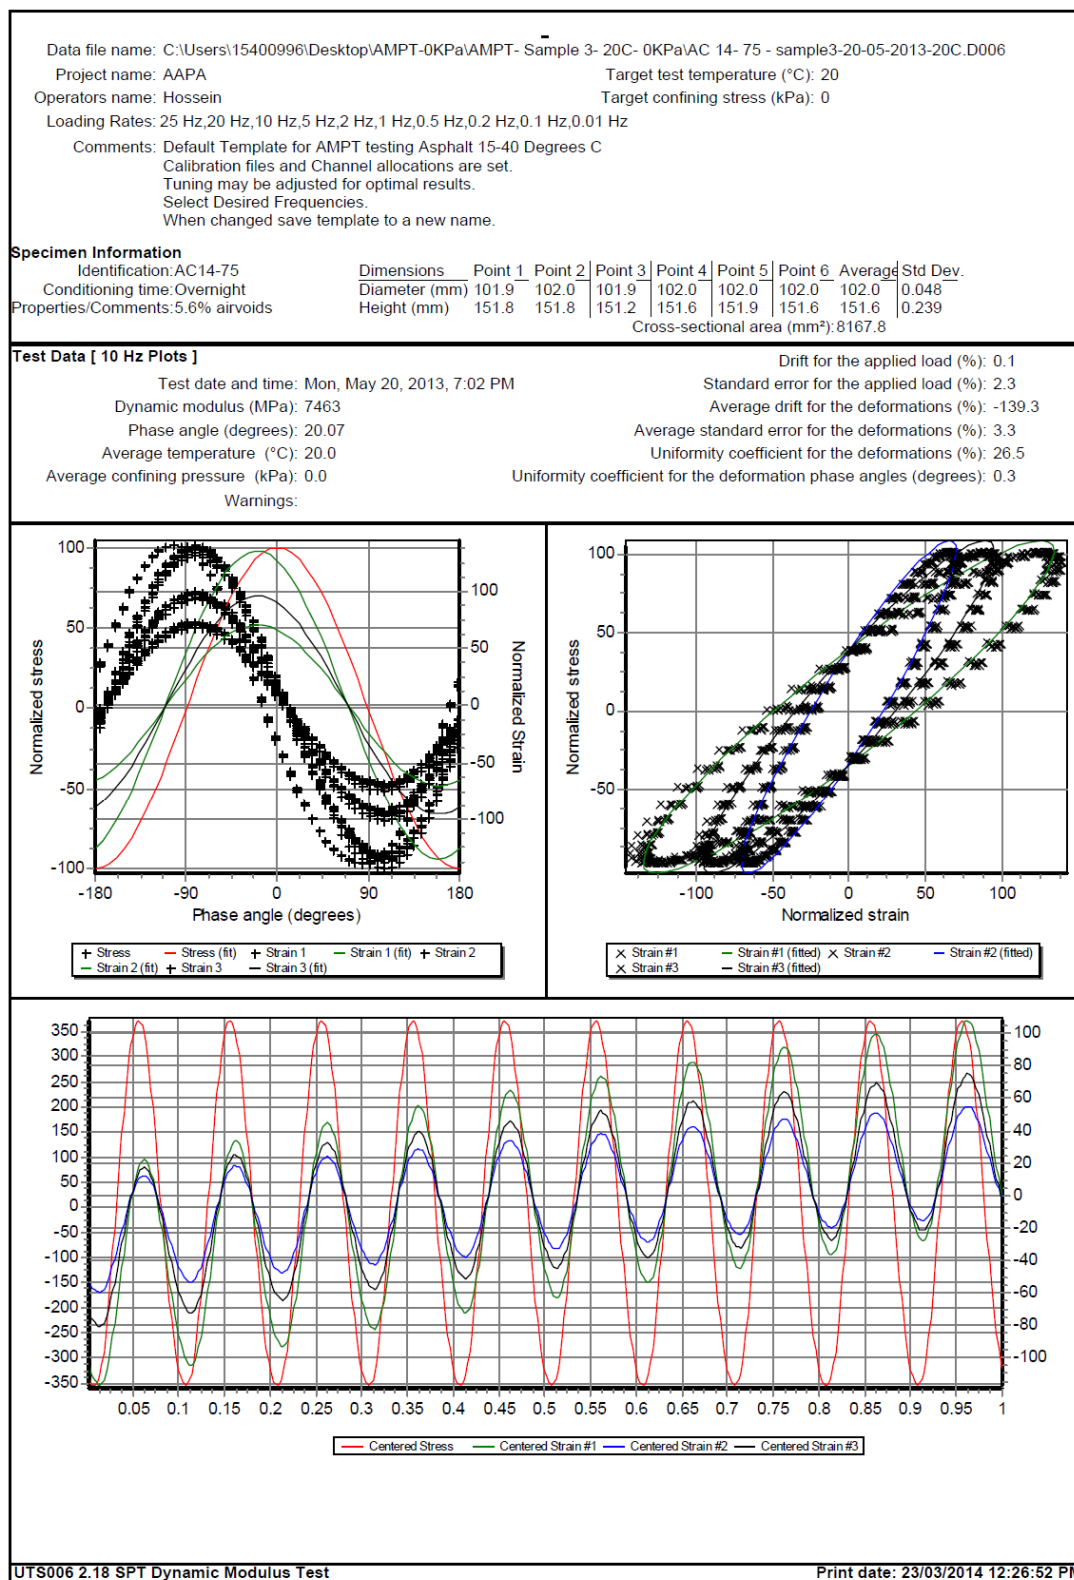 Data file name: C:\Users\15400996\Desktop\AMPT-0KPa\AMPT- Sample 3- 20C- 0KPa\AC 14- 75 - sample3-20-05-2013-20C.D006
Project name: AAPA Target test temperature (°C): 20
Operators name: Hossein Target confining stress (kPa): 0
Loading Rates: 25 Hz,20 Hz,10 Hz,5 Hz,2 Hz,1 Hz,0.5 Hz,0.2 Hz,0.1 Hz,0.01 Hz
Comments: Default Template for AMPT testing Asphalt 15-40 Degrees C
Calibration files and Channel allocations are set.
Tuning may be adjusted for optimal results.
Select Desired Frequencies.
When changed save template to a new name.
Specimen Information
Identification: AC14-75 Dimensions Point 1 Point 2 Point 3 Point 4 Point 5 Point 6 Average Std Dev.
Conditioning time: Overnight Diameter (mm) 101.9 102.0 101.9 102.0 102.0 102.0 102.0 0.048
Properties/Comments: 5.6% airvoids Height (mm) 151.8 151.8 151.2 151.6 151.9 151.6 151.6 0.239
Cross-sectional area (mm²): 8167.8
Test Data [ 10 Hz Plots ] Drift for the applied load (%): 0.1
Test date and time: Mon, May 20, 2013, 7:02 PM Standard error for the applied load (%): 2.3
Dynamic modulus (MPa): 7463 Average drift for the deformations (%): -139.3
Phase angle (degrees): 20.07 Average standard error for the deformations (%): 3.3
Average temperature (°C): 20.0 Uniformity coefficient for the deformations (%): 26.5
Average confining pressure (kPa): 0.0 Uniformity coefficient for the deformation phase angles (degrees): 0.3
Warnings:
Normalized stress
100
50
0
-50
-100
100
50
0
-50
-100
Normalized Strain
-180 -90 0 90 180
Phase angle (degrees)
Stress Stress (fit) Strain 1 Strain 1 (fit) Strain 2
Strain 2 (fit) Strain 3 Strain 3 (fit)
Normalized stress
100
50
0
-50
-100 -50 0 50 100
Normalized strain
Strain #1 Strain #1 (fitted) Strain #2 Strain #2 (fitted)
Strain #3 Strain #3 (fitted)
350 100
300
250 80
200 60
150 40
100 20
50
0 0
-50 -20
-100 -40
-150
-200 -60
-250 -80
-300 -100
-350
0.05 0.1 0.15 0.2 0.25 0.3 0.35 0.4 0.45 0.5 0.55 0.6 0.65 0.7 0.75 0.8 0.85 0.9 0.95 1
Centered Stress Centered Strain #1 Centered Strain #2 Centered Strain #3
UTS006 2.18 SPT Dynamic Modulus Test Print date: 23/03/2014 12:26:52 PM